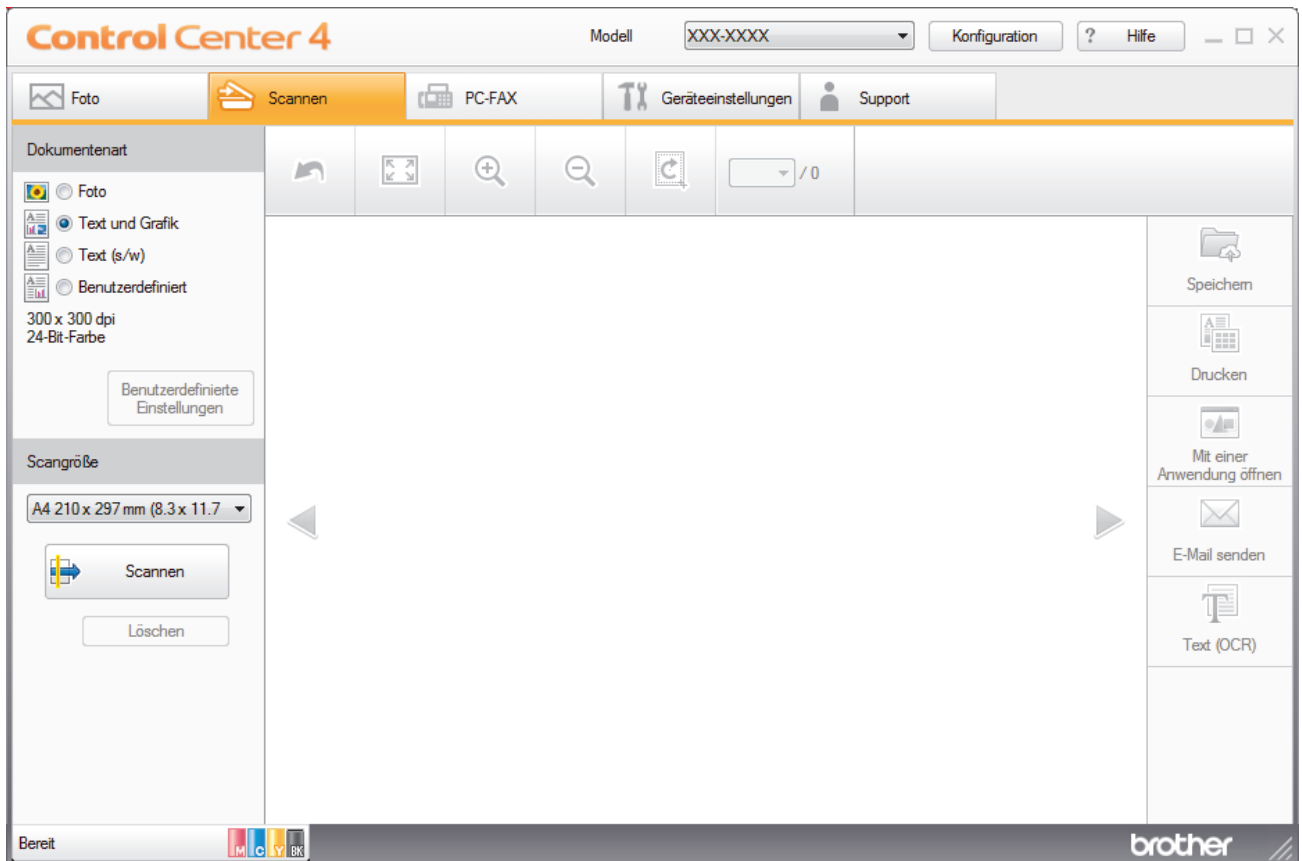 Control Center 4
Modell XXX-XXXX Konfiguration ? Hilfe
Foto Scannen PC-FAX Geräteeinstellungen Support
Dokumentenart
Foto
Text und Grafik
Text (s/w)
Benutzerdefiniert
300 x 300 dpi
24-Bit-Farbe
Benutzerdefinierte
Einstellungen
Scangröße
A4 210 x 297 mm (8.3 x 11.7
Scannen
Löschen
/ 0
Speichern
Drucken
Mit einer
Anwendung öffnen
E-Mail senden
Text (OCR)
Bereit
M C Y BK
brother